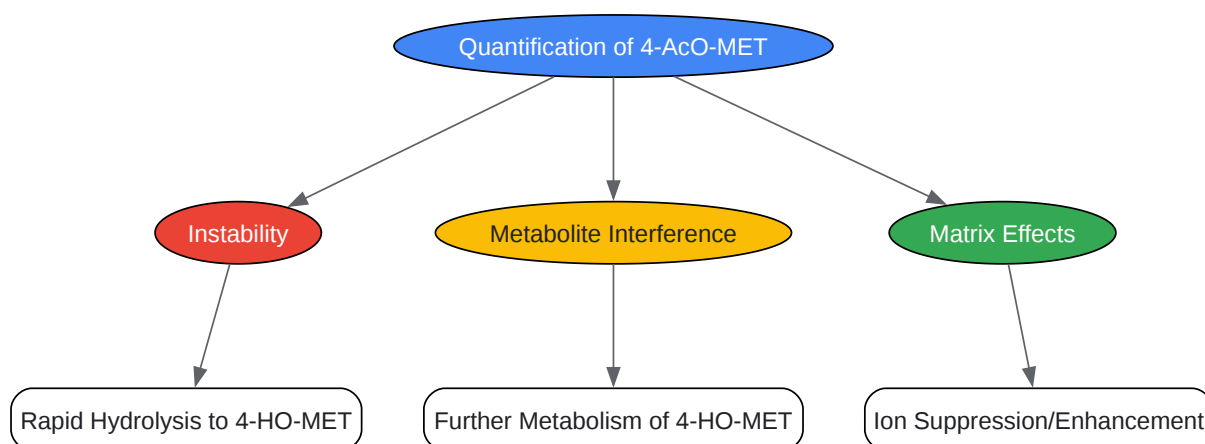 Quantification of 4-AcO-MET
Instability
Metabolite Interference
Matrix Effects
Rapid Hydrolysis to 4-HO-MET
Further Metabolism of 4-HO-MET
Ion Suppression/Enhancement